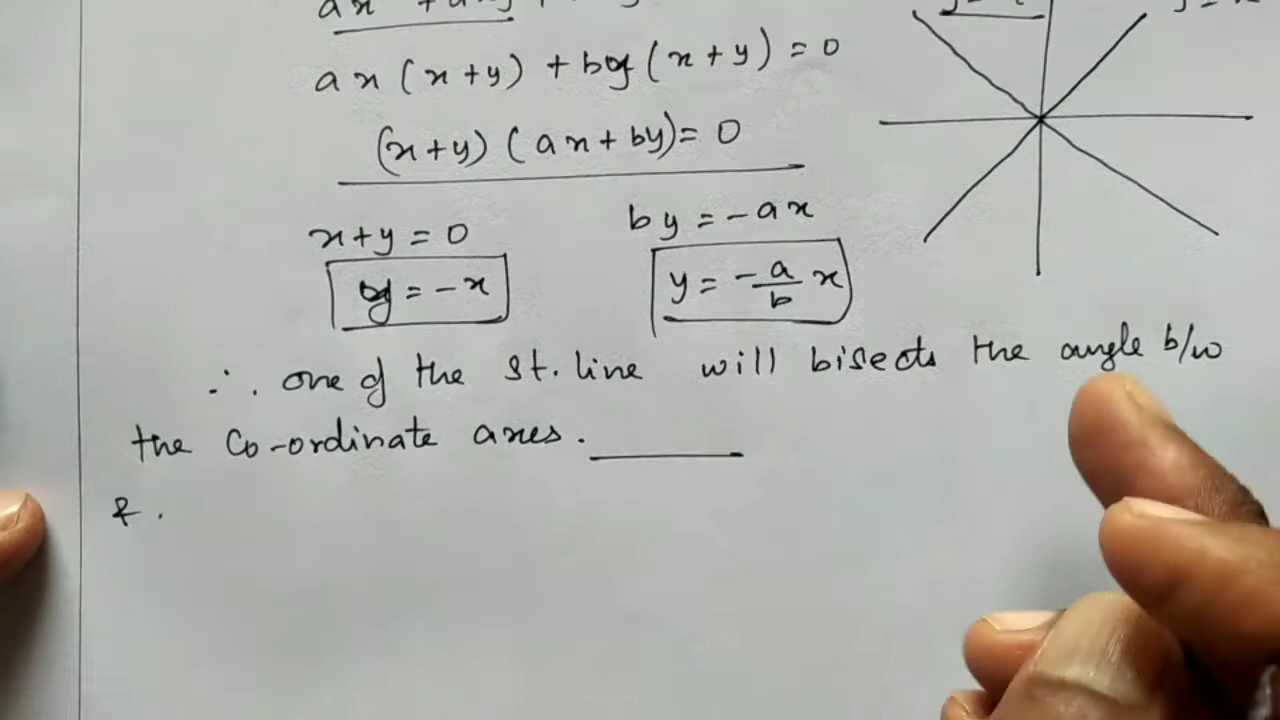 ax (x+y) + by (x+y) = 0
(x+y) (ax+by)= 0
x+y = 0
by = -ax
y = -x
y = -a/b x
∴. one of the st. line will bisects the angle b/w
the Co-ordinate axes.
&.